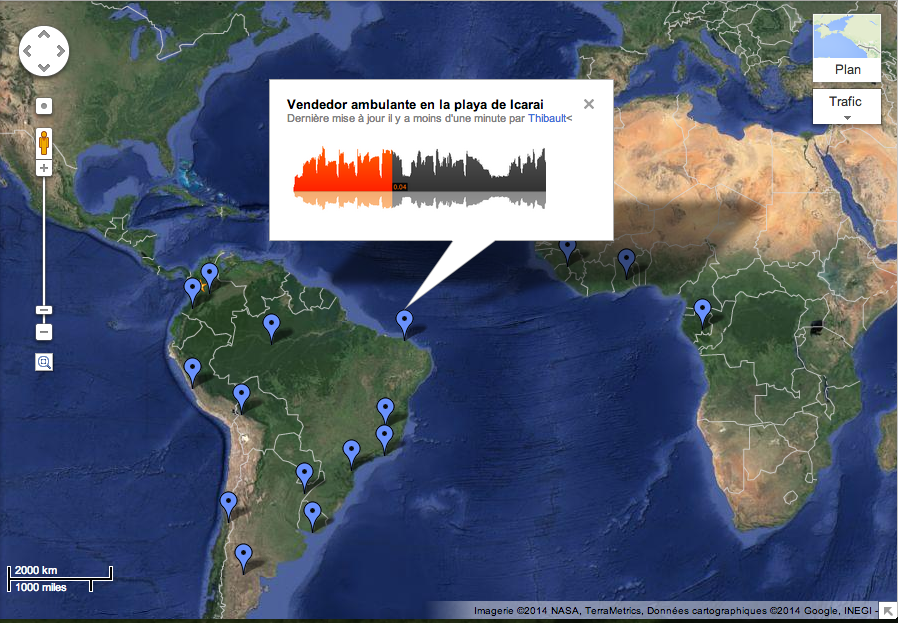 Plan
Trafic
Vendedor ambulante en la playa de Icarai
Dernière mise à jour il y a moins d'une minute par Thibault<
0.04
2000 km
1000 miles
Imagerie ©2014 NASA, TerraMetrics, Données cartographiques ©2014 Google, INEGI -